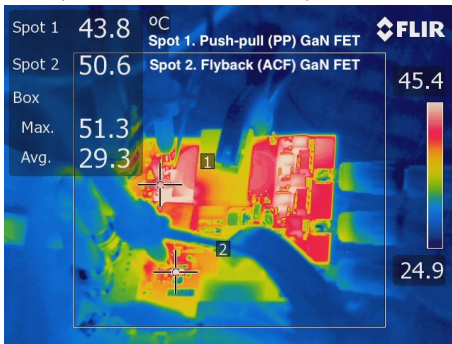 Spot 1 43.8 °C
Spot 1. Push-pull (PP) GaN FET
FLIR
Spot 2 50.6
Spot 2. Flyback (ACF) GaN FET
45.4
Box
Max. 51.3
Avg. 29.3
1
2
24.9